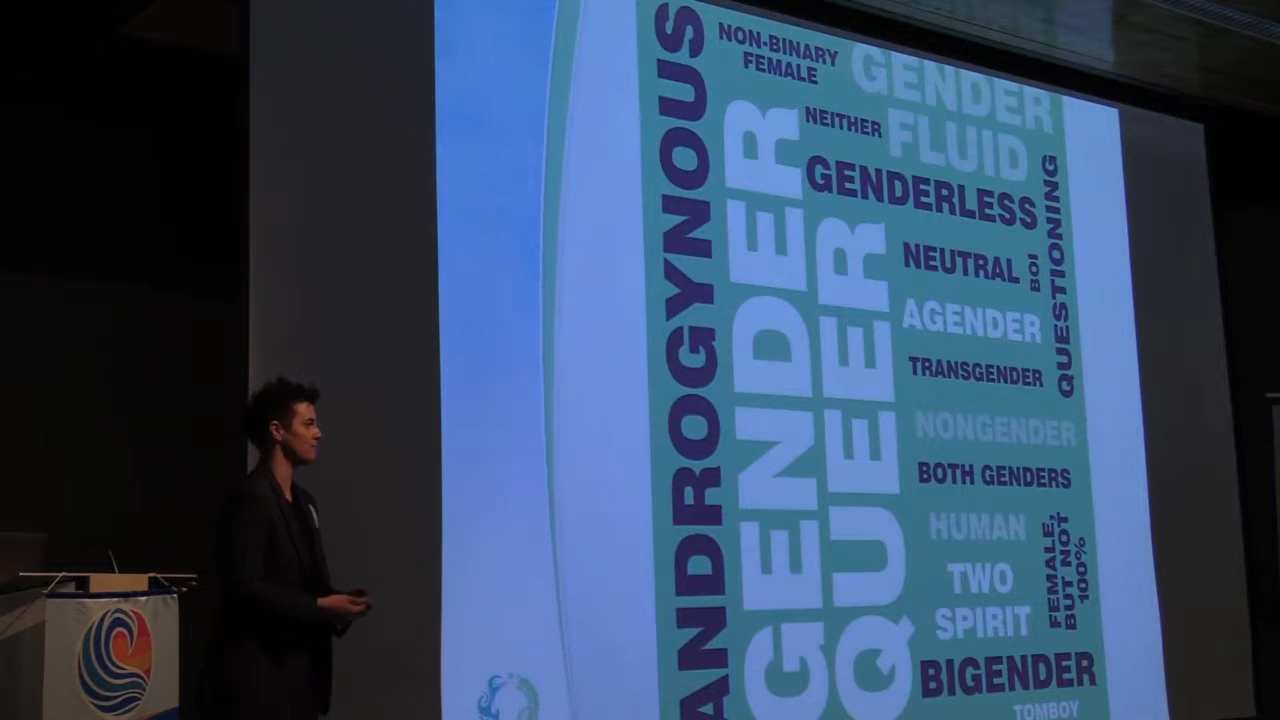 ANDROGYNOUS
NON-BINARY
FEMALE
GENDER
FLUID
NEITHER
GENDERLESS
GENDER
QUEER
QUESTIONING
NEUTRAL
BOI
AGENDER
TRANSGENDER
NONGENDER
BOTH GENDERS
HUMAN
FEMALE,
BUT NOT
100%
TWO
SPIRIT
BIGENDER
TOMBOY